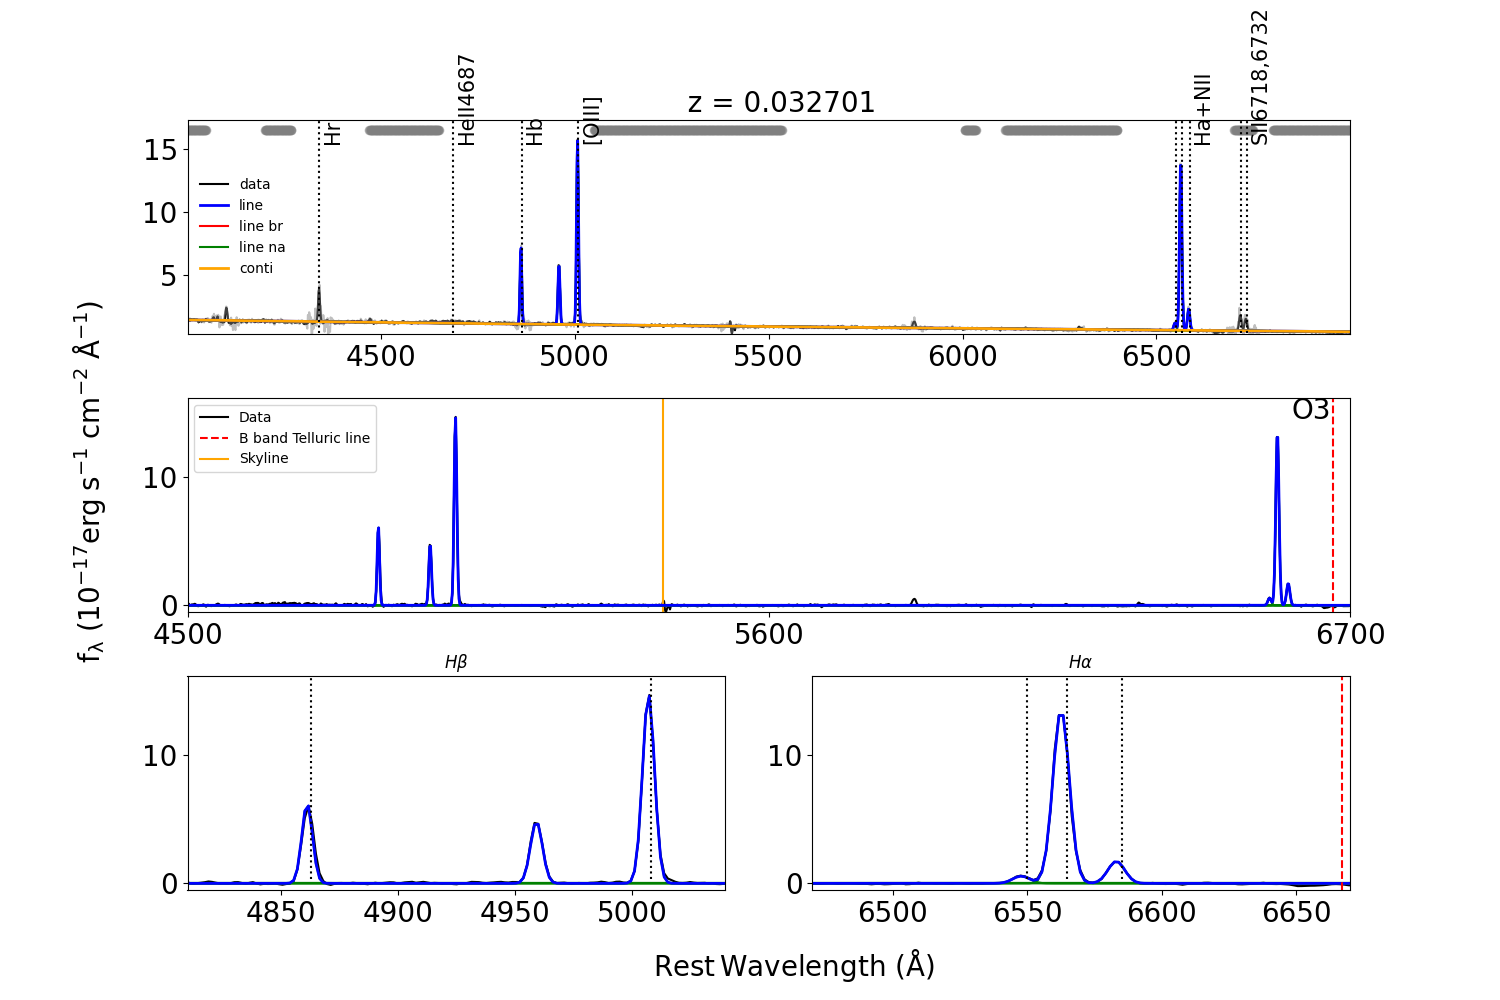 z = 0.032701
Hr
HeII4687
Hb
[OIII]
Ha+NII
SII6718,6732
15
10
5
data
line
line br
line na
conti
4500 5000 5500 6000 6500
fλ (10−17erg s−1 cm−2 Å−1)
10
0
Data
B band Telluric line
Skyline
O3
4500 5600 6700
Hβ
10
0
4850 4900 4950 5000
Hα
10
0
6500 6550 6600 6650
Rest Wavelength (Å)